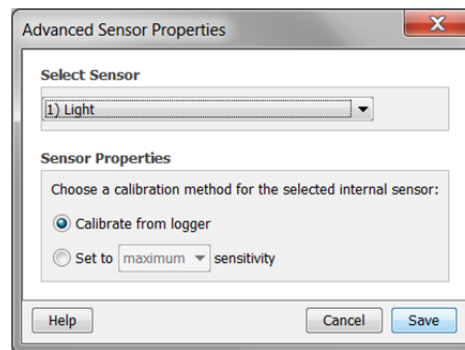 Advanced Sensor Properties
Select Sensor
1) Light
Sensor Properties
Choose a calibration method for the selected internal sensor:
Calibrate from logger
Set to maximum sensitivity
Help Cancel Save